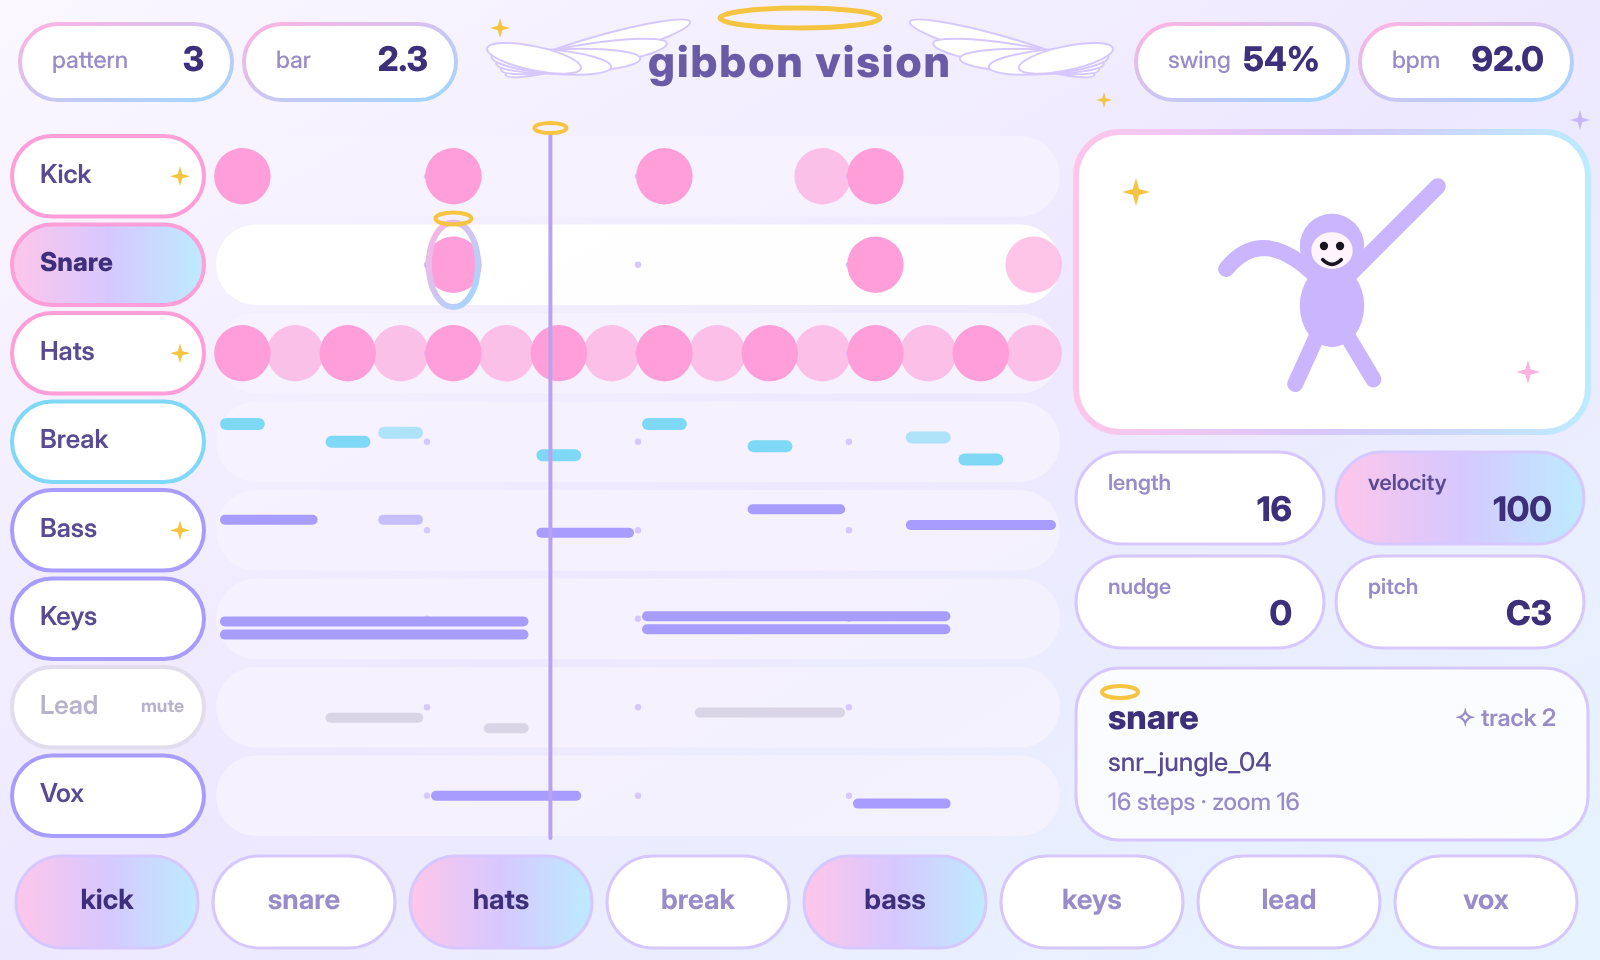 pattern 3
bar 2.3
gibbon vision
swing 54%
bpm 92.0
Kick
Snare
Hats
Break
Bass
Keys
Lead mute
Vox
length 16
velocity 100
nudge 0
pitch C3
snare
track 2
snr_jungle_04
16 steps · zoom 16
kick
snare
hats
break
bass
keys
lead
vox